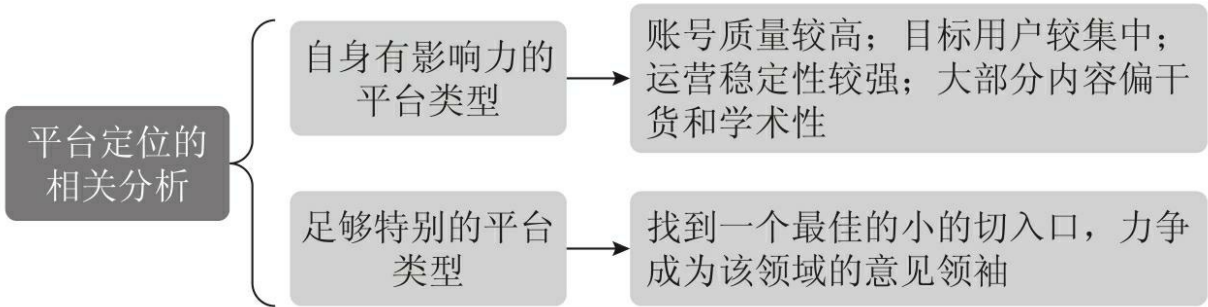 平台定位的
相关分析
自身有影响力的
平台类型
账号质量较高；目标用户较集中；
运营稳定性较强；大部分内容偏干
货和学术性
足够特别的平台
类型
找到一个最佳的小的切入口，力争
成为该领域的意见领袖